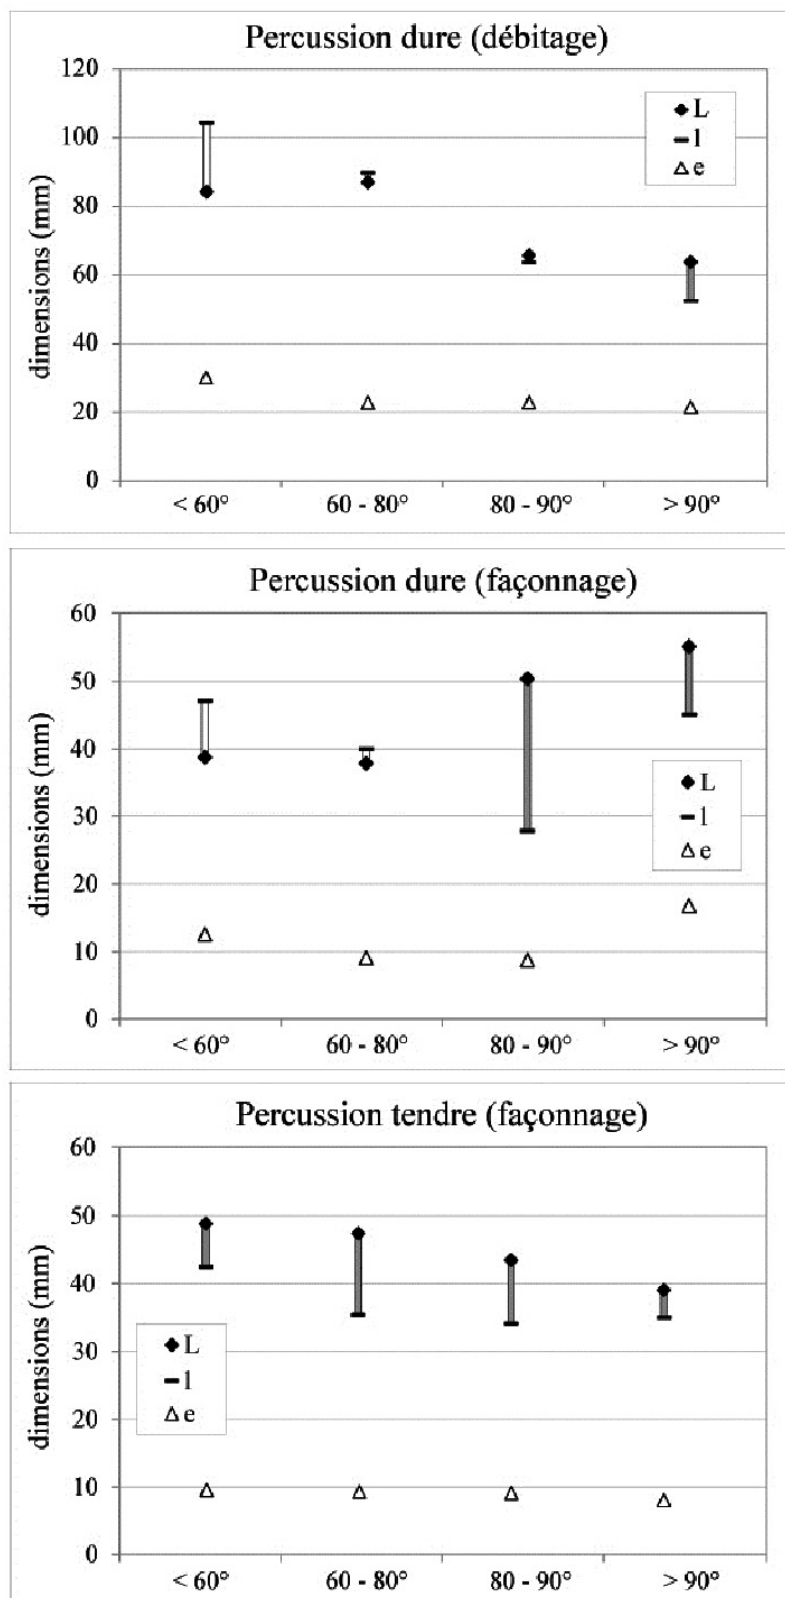 Percussion dure (débitage)
dimensions (mm)
120
100
80
60
40
20
0
L
l
e
< 60°
60 - 80°
80 - 90°
> 90°
Percussion dure (façonnage)
dimensions (mm)
60
50
40
30
20
10
0
L
l
e
< 60°
60 - 80°
80 - 90°
> 90°
Percussion tendre (façonnage)
dimensions (mm)
60
50
40
30
20
10
0
L
l
e
< 60°
60 - 80°
80 - 90°
> 90°